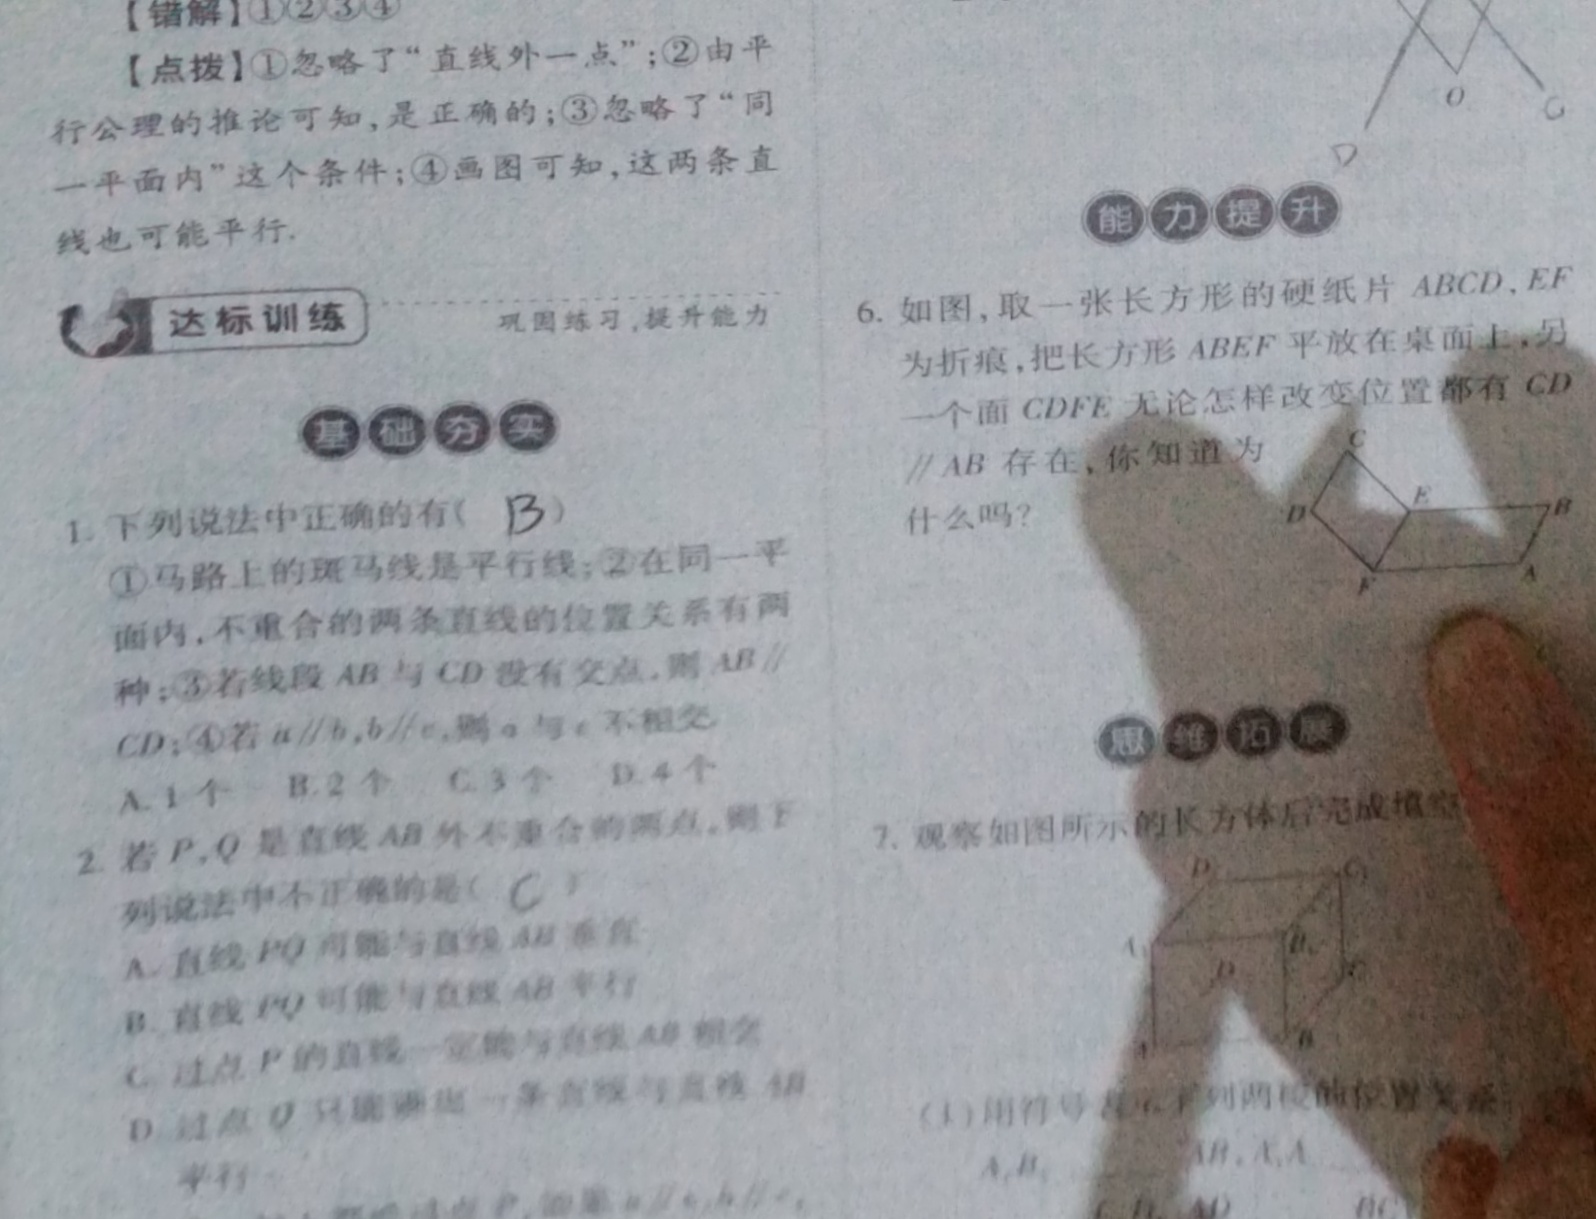 【错解】①②③④
【点拨】①忽略了“直线外一点”;②由平
行公理的推论可知,是正确的;③忽略了“同
一平面内”这个条件;④画图可知,这两条直
线也可能平行.
达标训练 巩固练习,提升能力
基础夯实
1. 下列说法中正确的有( B )
①马路上的斑马线是平行线;②在同一平
面内,不重合的两条直线的位置关系有两
种;③若线段 AB 与 CD 没有交点,则 AB∥
CD;④若 a∥b,b∥c,则 a 与 c 不相交.
A. 1 个 B. 2 个 C. 3 个 D. 4 个
2. 若 P,Q 是直线 AB 外不重合的两点,则下
列说法中不正确的是( C )
A. 直线 PQ 可能与直线 AB 垂直
B. 直线 PQ 可能与直线 AB 平行
C. 过点 P 的直线一定能与直线 AB 相交
D. 过点 Q 只能画出一条直线与直线 AB
平行
O
G
D
能力提升
6. 如图,取一张长方形的硬纸片 ABCD,EF
为折痕,把长方形 ABEF 平放在桌面上,另
一个面 CDFE 无论怎样改变位置都有 CD
∥AB 存在,你知道为
什么吗?
C
D E B
F A
思维拓展
7. 观察如图所示的长方体后完成填空
D₁ C₁
A₁ B₁
D C
A B
(1)用符号表示下列两棱的位置关系
A₁B₁ AB,A₁A